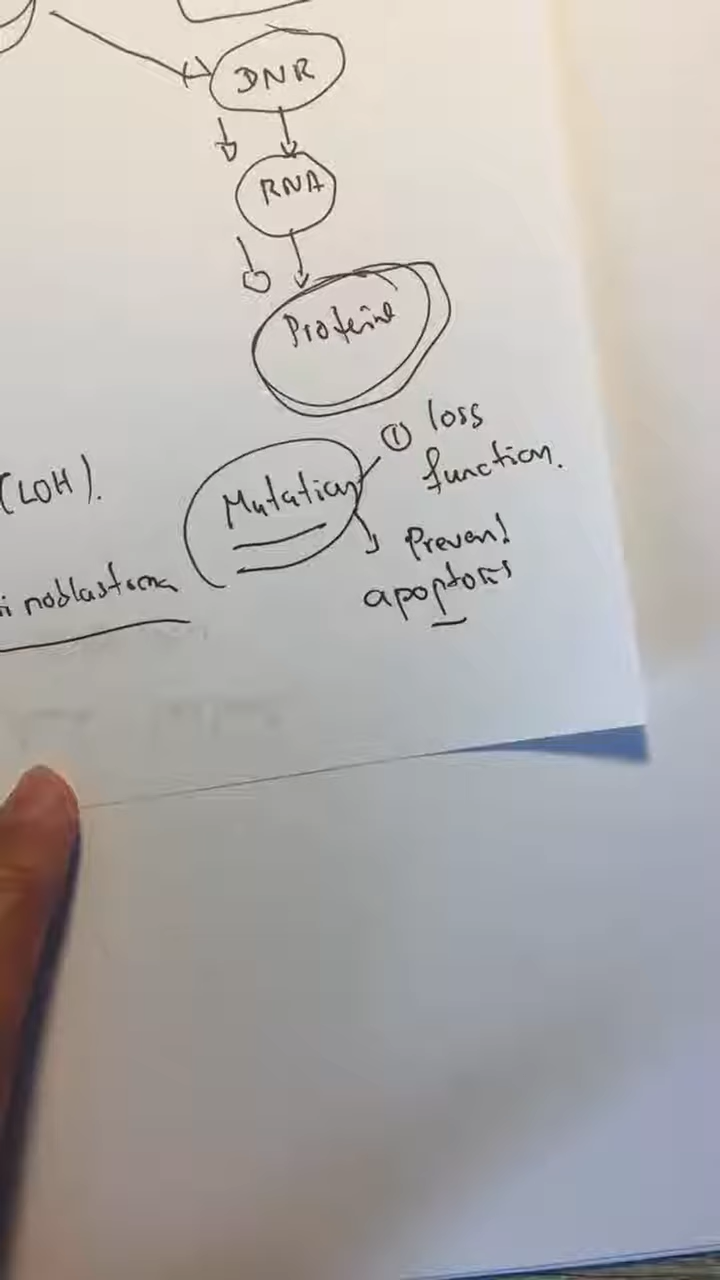 DNR
RNA
Proteine
① loss
function.
(LOH).
Mutation
Prevent
apoptosis
noblastoma